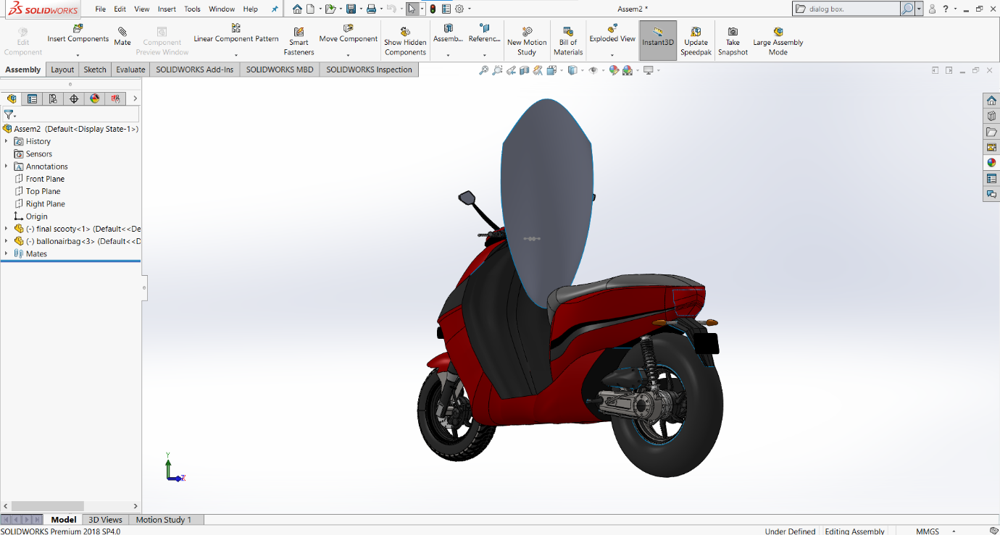 SOLIDWORKS File Edit View Insert Tools Window Help Assem2 * dialog box. ?
Edit Component
Insert Components
Mate
Component Preview Window
Linear Component Pattern
Smart Fasteners
Move Component
Show Hidden Components
Assemb...
Referenc...
New Motion Study
Bill of Materials
Exploded View
Instant3D
Update Speedpak
Take Snapshot
Large Assembly Mode
Assembly Layout Sketch Evaluate SOLIDWORKS Add-Ins SOLIDWORKS MBD SOLIDWORKS Inspection
Assem2 (Default<Display State-1>)
History
Sensors
Annotations
Front Plane
Top Plane
Right Plane
Origin
(-) final scooty<1> (Default<<De
(-) ballonairbag<3> (Default<<D
Mates
Y
Z
Model 3D Views Motion Study 1
SOLIDWORKS Premium 2018 SP4.0 Under Defined Editing Assembly MMGS